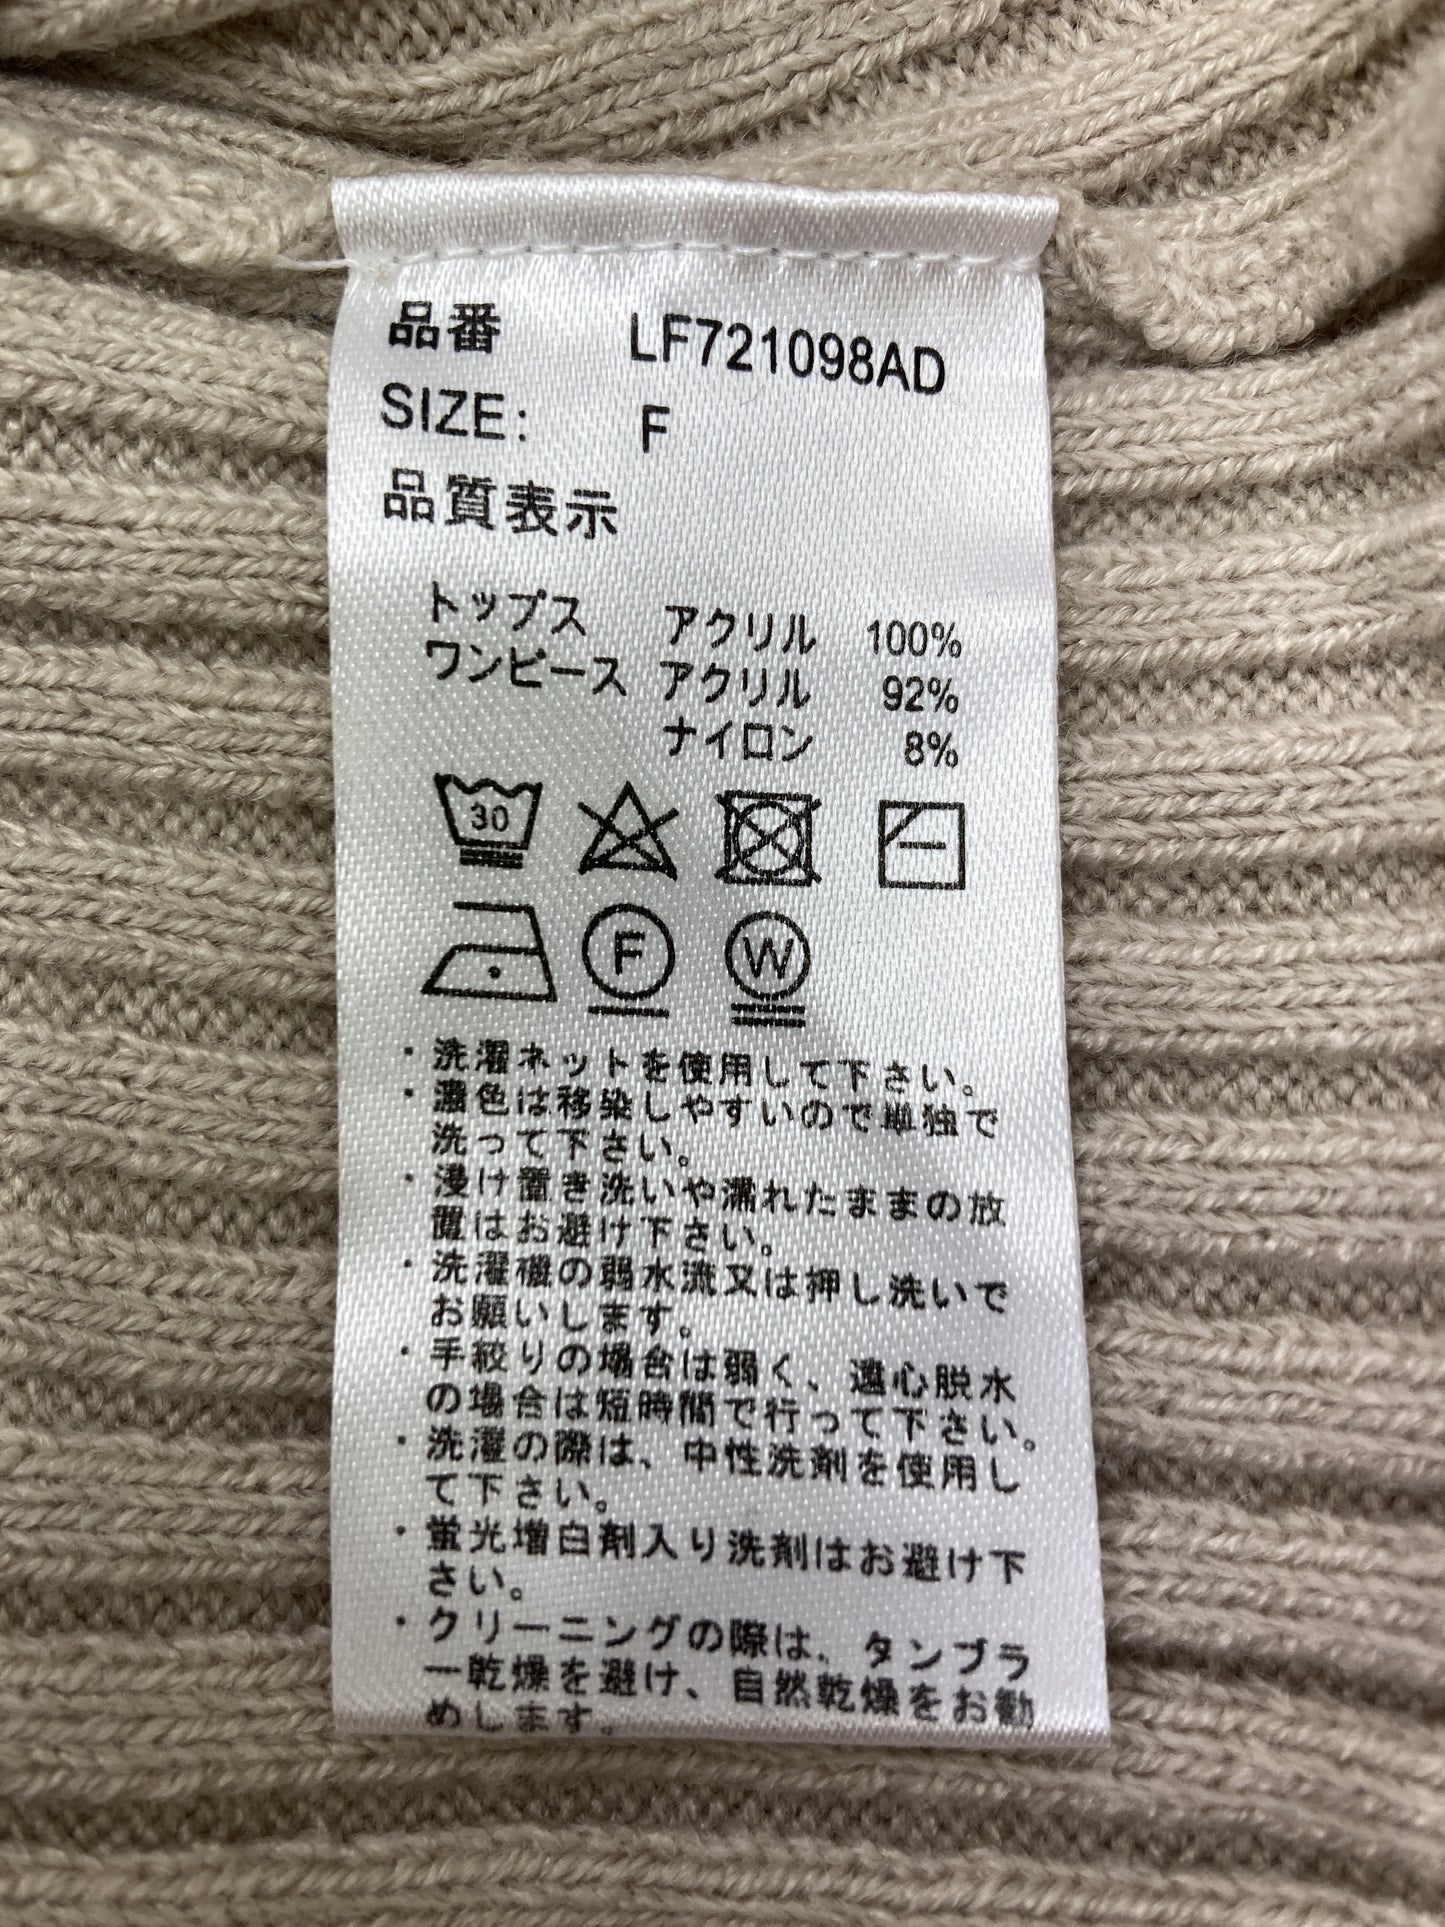 品番 LF721098AD
SIZE: F
品質表示
トップス アクリル 100%
ワンピース アクリル 92%
ナイロン 8%
30
F W
・洗濯ネットを使用して下さい。
・濃色は移染しやすいので単独で
洗って下さい。
・浸け置き洗いや濡れたままの放
置はお避け下さい。
・洗濯機の弱水流又は押し洗いで
お願いします。
・手絞りの場合は弱く、遠心脱水
の場合は短時間で行って下さい。
・洗濯の際は、中性洗剤を使用し
て下さい。
・蛍光増白剤入り洗剤はお避け下
さい。
・クリーニングの際は、タンブラ
ー乾燥を避け、自然乾燥をお勧
めします。